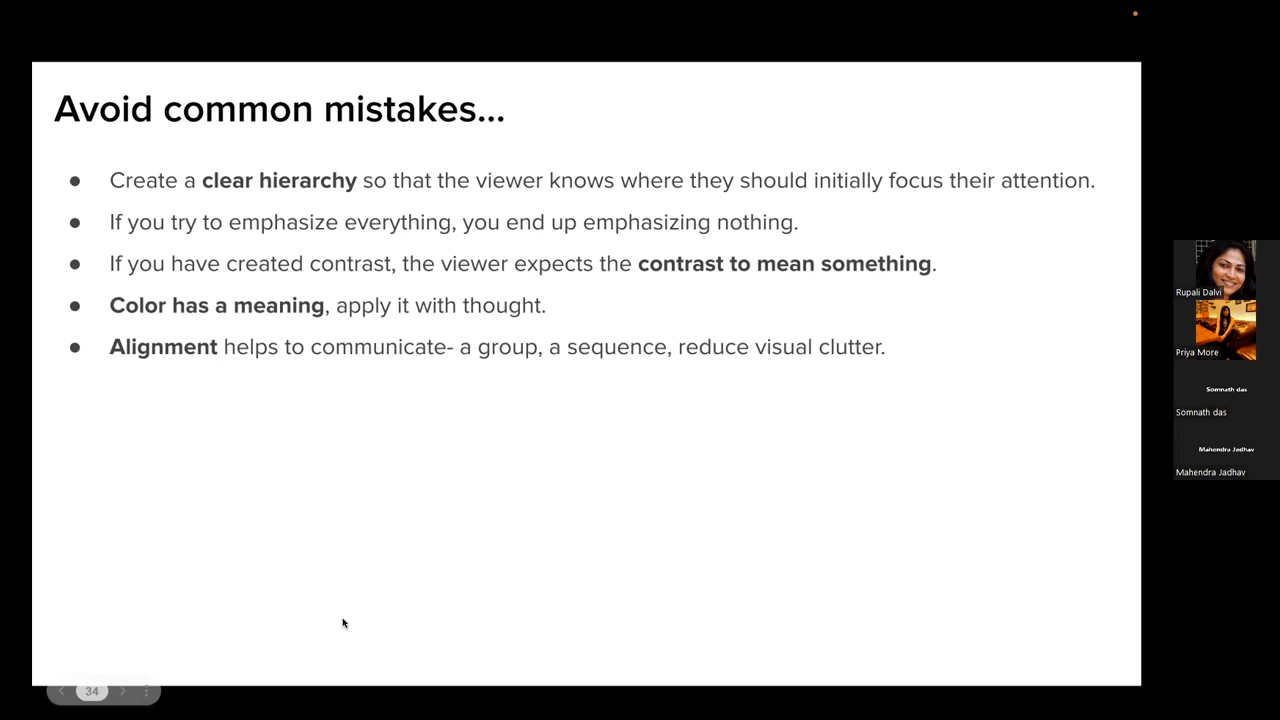 Avoid common mistakes...
● Create a clear hierarchy so that the viewer knows where they should initially focus their attention.
● If you try to emphasize everything, you end up emphasizing nothing.
● If you have created contrast, the viewer expects the contrast to mean something.
● Color has a meaning, apply it with thought.
● Alignment helps to communicate- a group, a sequence, reduce visual clutter.
34
Rupali Dalvi
Priya More
Somnath das
Somnath das
Mahendra Jadhav
Mahendra Jadhav